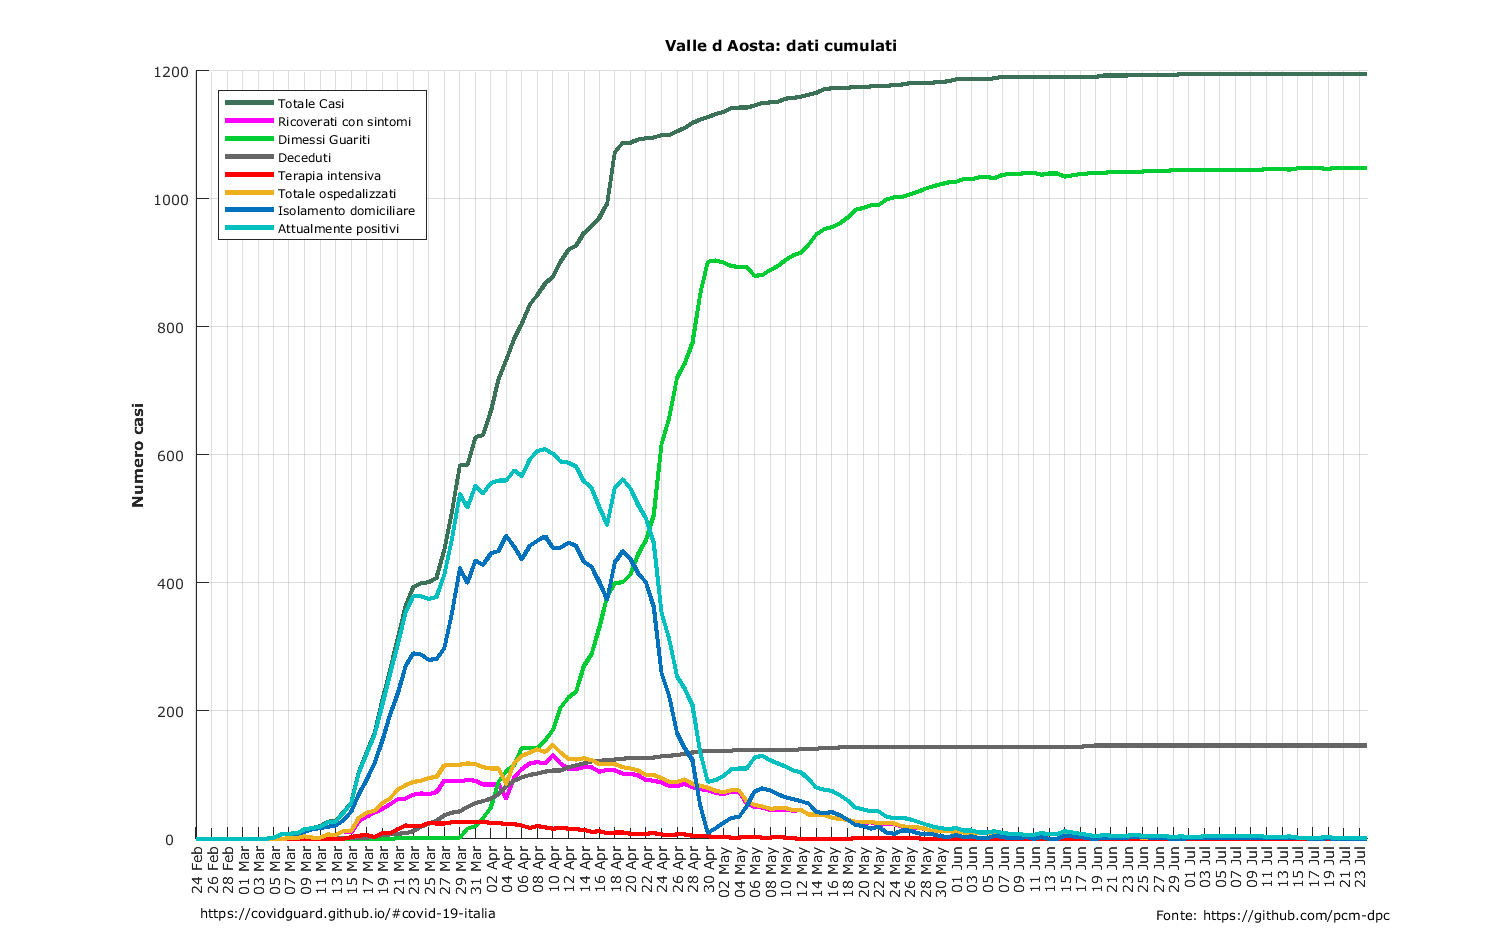 Valle d Aosta: dati cumulati
1200
1000
800
600
400
200
0
Numero casi
Totale Casi
Ricoverati con sintomi
Dimessi Guariti
Deceduti
Terapia intensiva
Totale ospedalizzati
Isolamento domiciliare
Attualmente positivi
24 Feb
26 Feb
28 Feb
01 Mar
03 Mar
05 Mar
07 Mar
09 Mar
11 Mar
13 Mar
15 Mar
17 Mar
19 Mar
21 Mar
23 Mar
25 Mar
27 Mar
29 Mar
31 Mar
02 Apr
04 Apr
06 Apr
08 Apr
10 Apr
12 Apr
14 Apr
16 Apr
18 Apr
20 Apr
22 Apr
24 Apr
26 Apr
28 Apr
30 Apr
02 May
04 May
06 May
08 May
10 May
12 May
14 May
16 May
18 May
20 May
22 May
24 May
26 May
28 May
30 May
01 Jun
03 Jun
05 Jun
07 Jun
09 Jun
11 Jun
13 Jun
15 Jun
17 Jun
19 Jun
21 Jun
23 Jun
25 Jun
27 Jun
29 Jun
01 Jul
03 Jul
05 Jul
07 Jul
09 Jul
11 Jul
13 Jul
15 Jul
17 Jul
19 Jul
21 Jul
23 Jul
https://covidguard.github.io/#covid-19-italia
Fonte: https://github.com/pcm-dpc